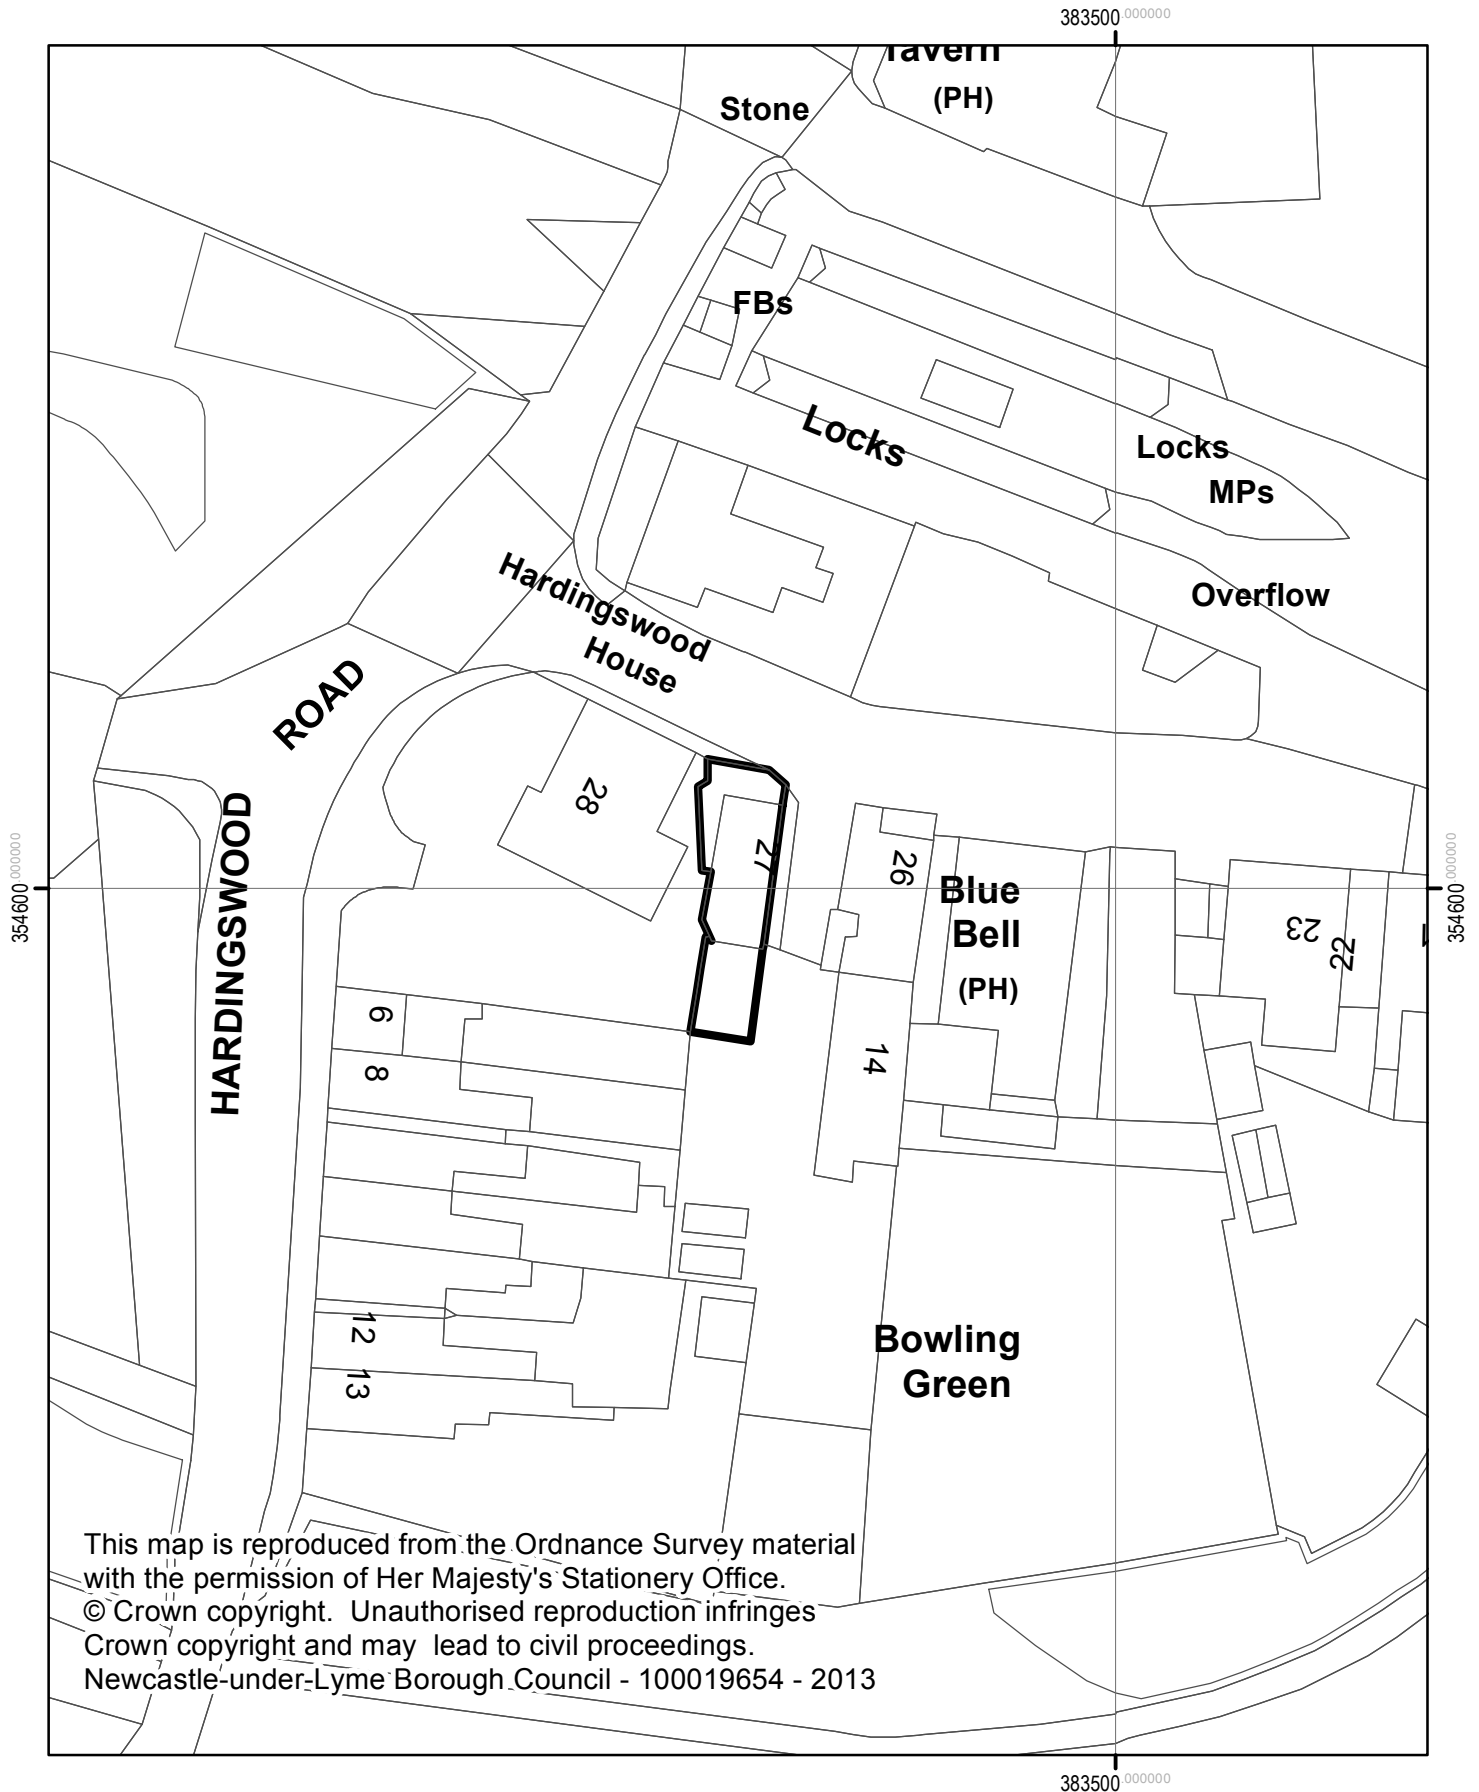 383500.000000
Tavern
(PH)
Stone
FBs
Locks
Locks
MPs
Hardingswood
House
Overflow
ROAD
HARDINGSWOOD
28
27
26
354600.000000
354600.000000
Blue
Bell
(PH)
23
22
6
8
14
12
13
Bowling
Green
This map is reproduced from the Ordnance Survey material
with the permission of Her Majesty's Stationery Office.
© Crown copyright. Unauthorised reproduction infringes
Crown copyright and may lead to civil proceedings.
Newcastle-under-Lyme Borough Council - 100019654 - 2013
383500.000000